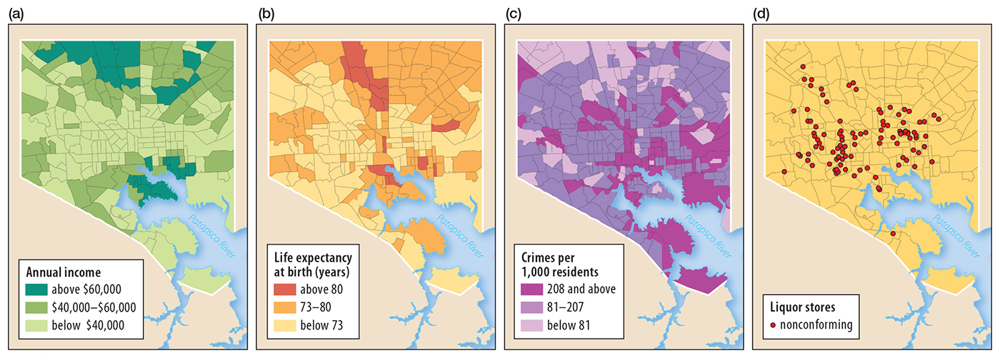 (a)
Patapsco River
Annual income
above $60,000
$40,000–$60,000
below $40,000
(b)
Patapsco River
Life expectancy
at birth (years)
above 80
73–80
below 73
(c)
Patapsco River
Crimes per
1,000 residents
208 and above
81–207
below 81
(d)
Patapsco River
Liquor stores
nonconforming